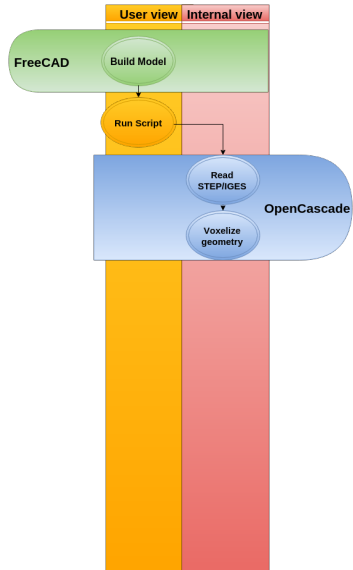 User view Internal view
FreeCAD
Build Model
Run Script
Read
STEP/IGES
OpenCascade
Voxelize
geometry